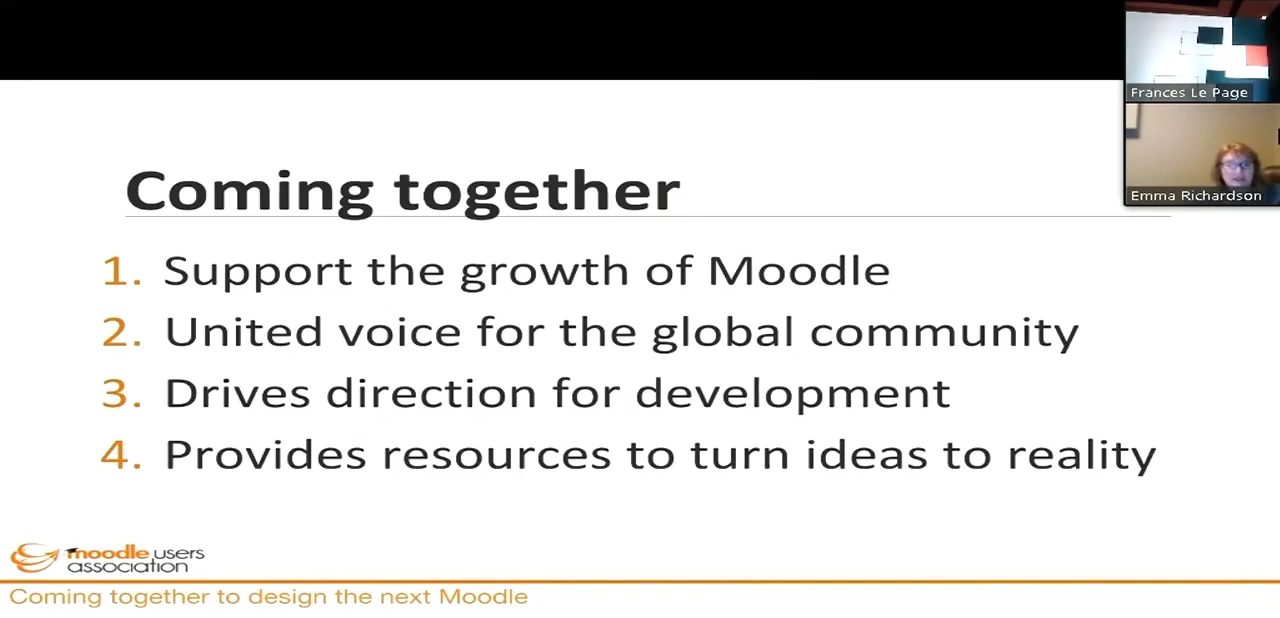 Frances Le Page
Emma Richardson
Coming together
1. Support the growth of Moodle
2. United voice for the global community
3. Drives direction for development
4. Provides resources to turn ideas to reality
moodle users
association
Coming together to design the next Moodle